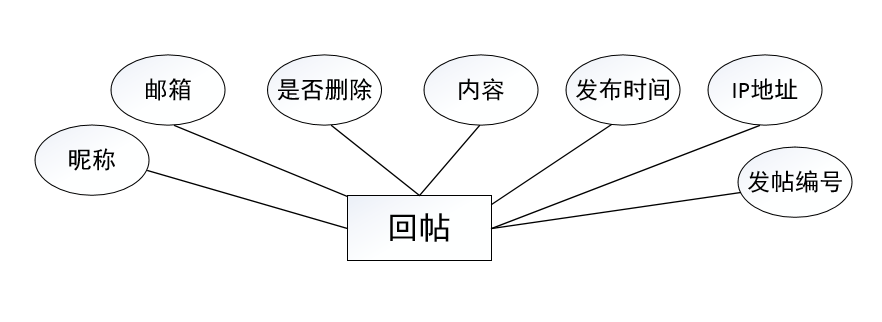 邮箱
是否删除
内容
发布时间
IP地址
昵称
发帖编号
回帖